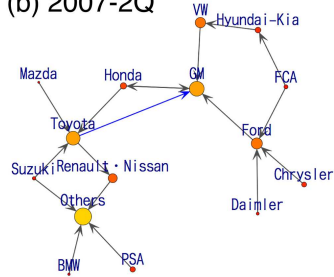 (b) 2007-2Q
VW
Hyundai-Kia
Mazda
Honda
GM
FCA
Toyota
Ford
Suzuki
Renault・Nissan
Chrysler
Others
Daimler
BMW
PSA